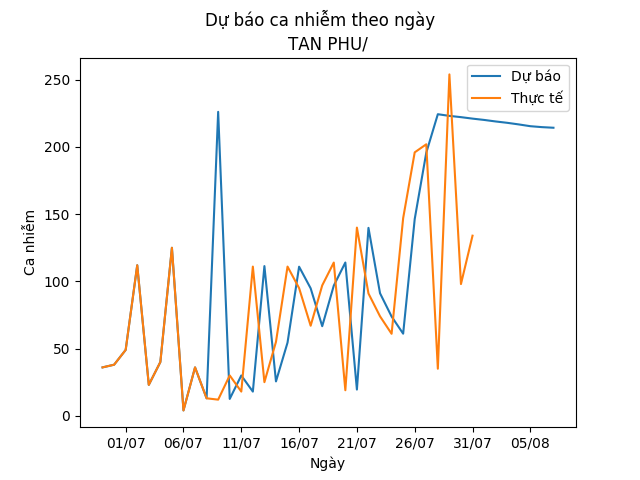 Dự báo ca nhiễm theo ngày
TAN PHU/
Dự báo
Thực tế
250
200
150
100
50
0
Ca nhiễm
01/07
06/07
11/07
16/07
21/07
26/07
31/07
05/08
Ngày